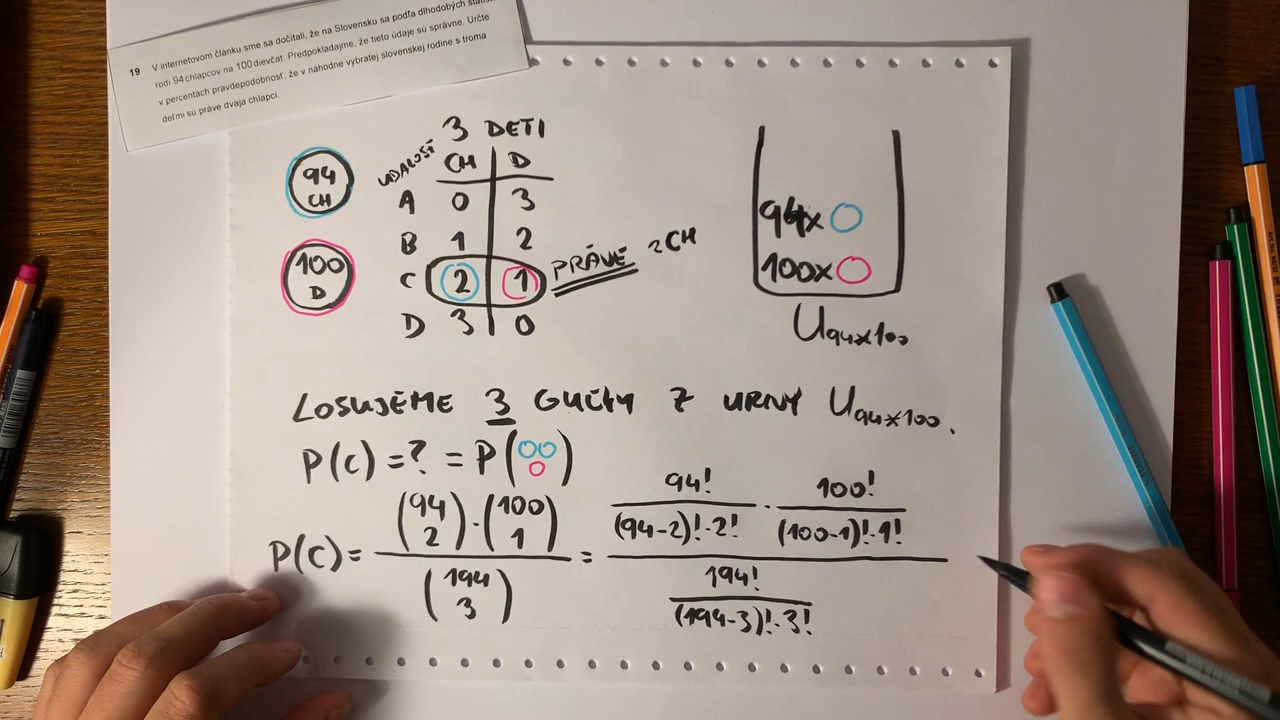 19 V internetovom článku sme sa dočítali, že na Slovensku sa podľa dlhodobých
rodí 94 chlapcov na 100 dievčat. Predpokladajme, že tieto údaje sú správne. Určte
v percentách pravdepodobnosť, že v náhodne vybratej slovenskej rodine s troma
deťmi sú práve dvaja chlapci.
3 DETI
UDALOSŤ CH D
94 CH
A 0 3
B 1 2
100 D
C 2 1 PRÁVE 2CH
D 3 0
94x
100x
U94x100
LOSUJEME 3 GUĽKY Z URNY U94x100.
P(C) = ? = P( )
P(C) = (94 2) · (100 1) / (194 3) = 94! / (94-2)!·2! · 100! / (100-1)!·1! / 194! / (194-3)!·3!